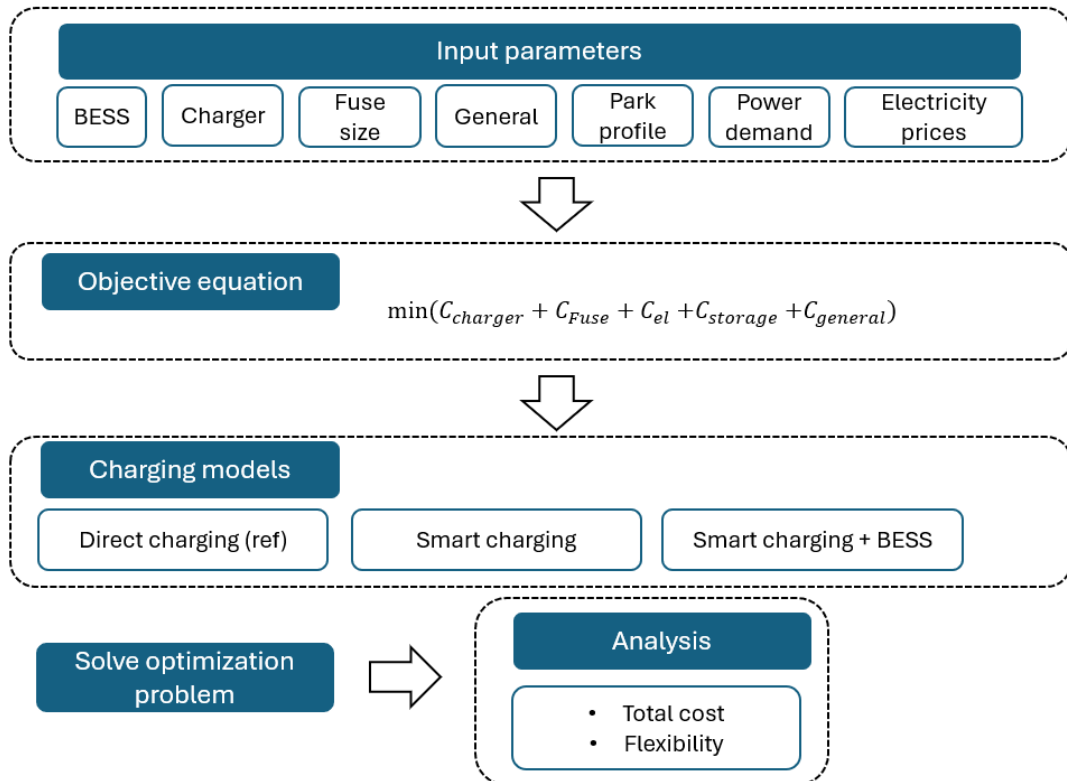 Input parameters
BESS
Charger
Fuse
size
General
Park
profile
Power
demand
Electricity
prices
Objective equation
min(C_charger + C_Fuse + C_el +C_storage +C_general)
Charging models
Direct charging (ref)
Smart charging
Smart charging + BESS
Solve optimization
problem
Analysis
• Total cost
• Flexibility